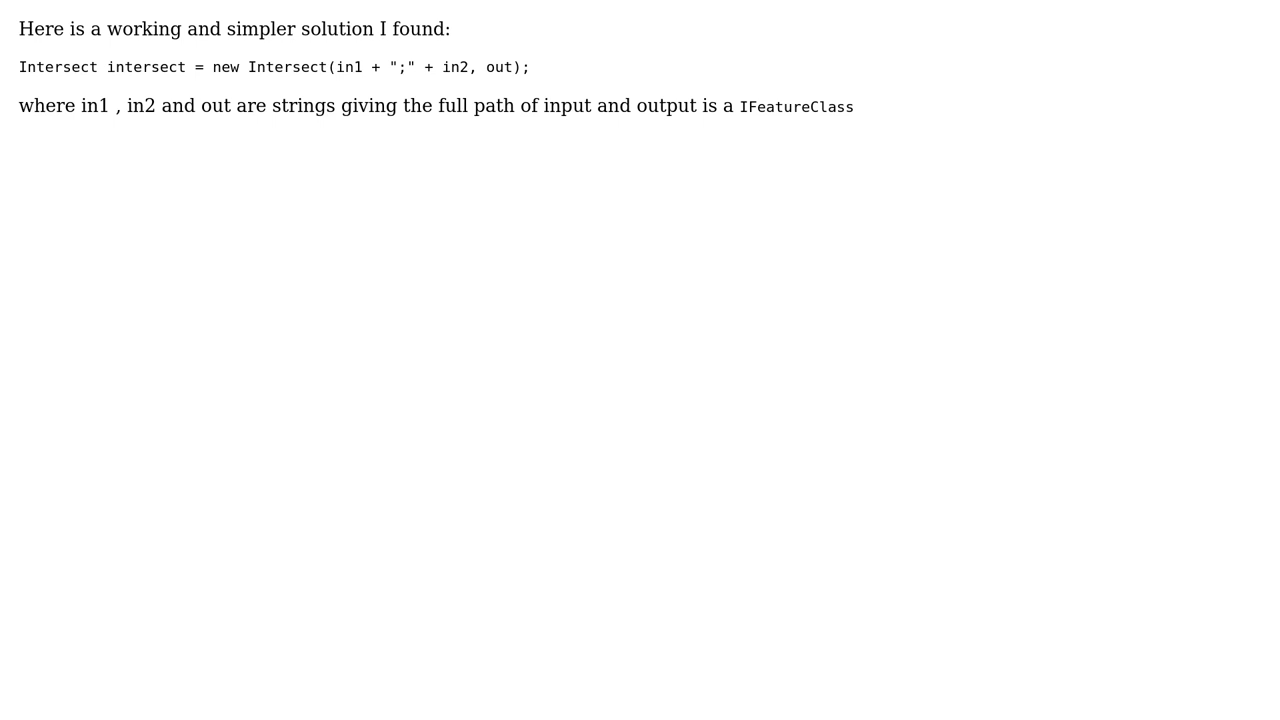 Here is a working and simpler solution I found:
Intersect intersect = new Intersect(in1 + ";" + in2, out);
where in1 , in2 and out are strings giving the full path of input and output is a IFeatureClass